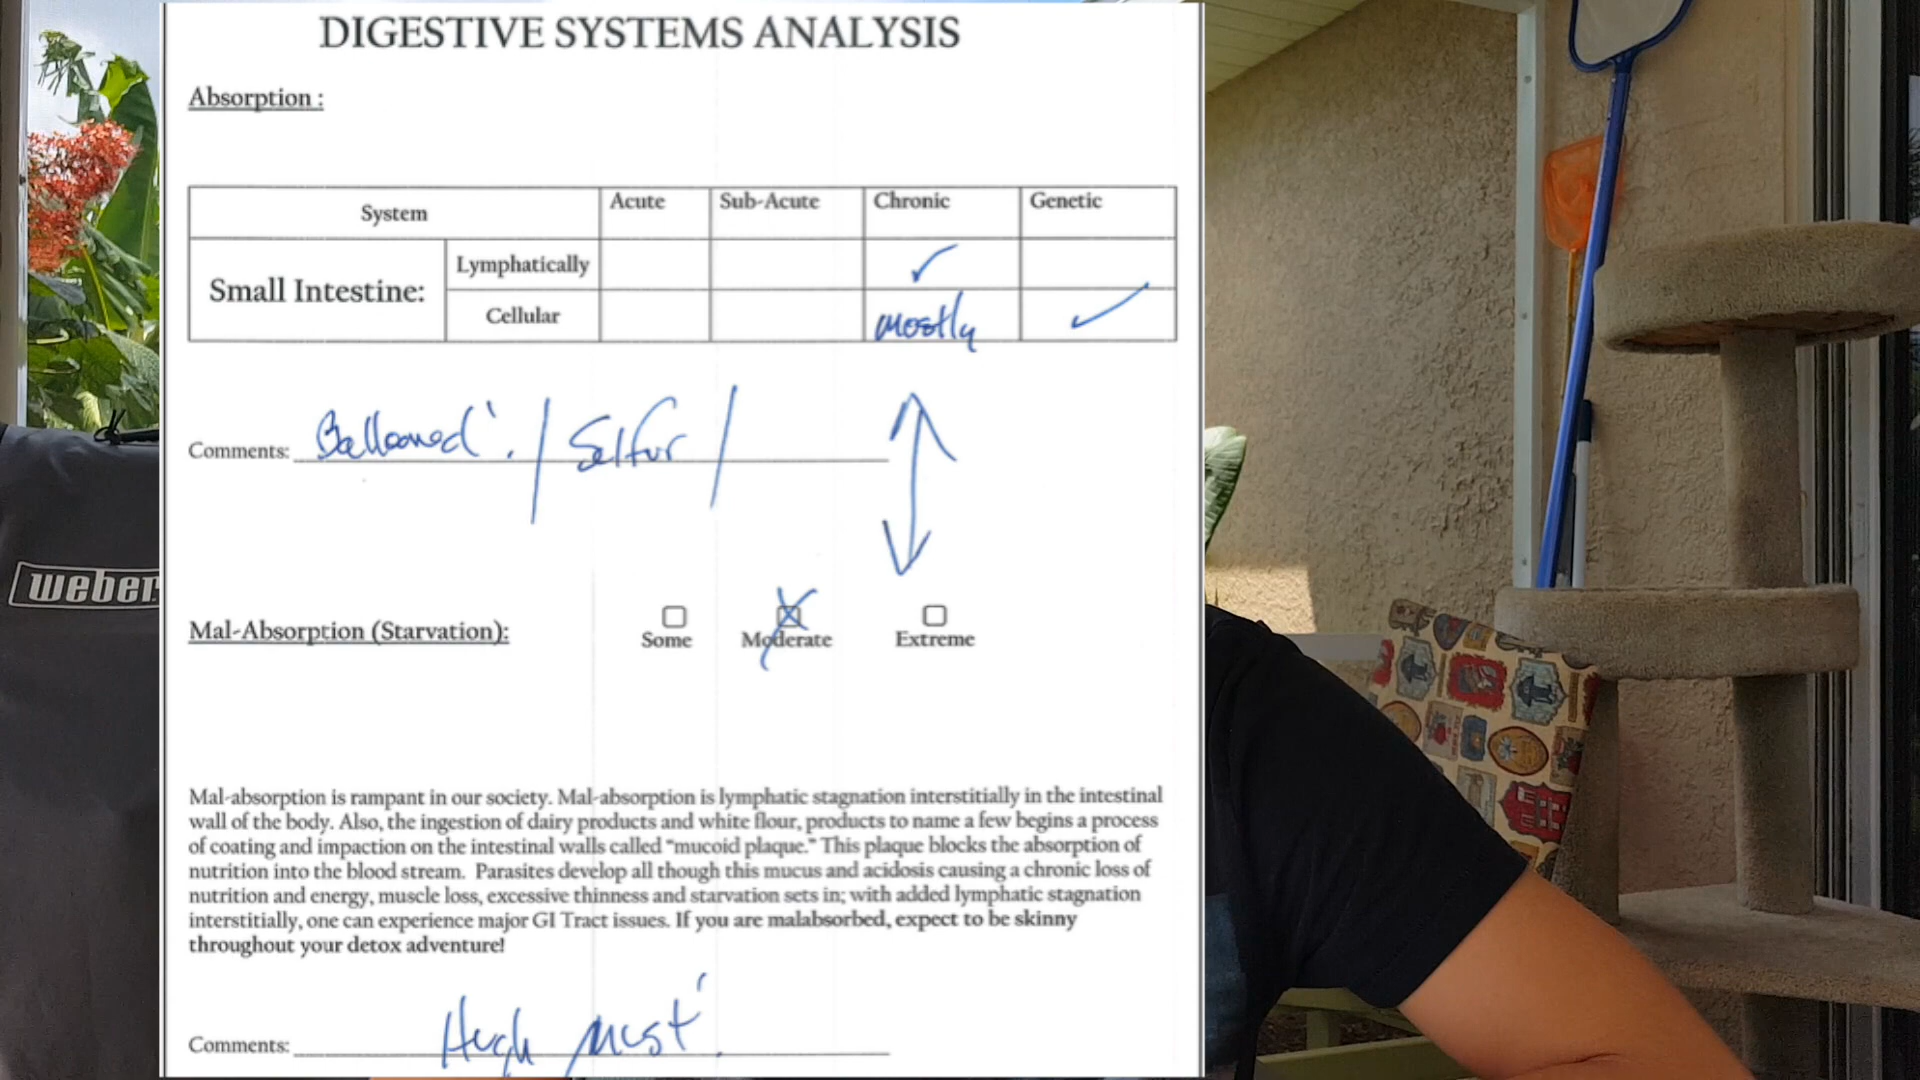 DIGESTIVE SYSTEMS ANALYSIS
Absorption :
System Acute Sub-Acute Chronic Genetic
Small Intestine: Lymphatically ✓
Cellular mostly ✓
Comments: Ballooned / Selfur /
weber
Mal-Absorption (Starvation): Some Moderate Extreme
Mal-absorption is rampant in our society. Mal-absorption is lymphatic stagnation interstitially in the intestinal
wall of the body. Also, the ingestion of dairy products and white flour, products to name a few begins a process
of coating and impaction on the intestinal walls called "mucoid plaque." This plaque blocks the absorption of
nutrition into the blood stream. Parasites develop all though this mucus and acidosis causing a chronic loss of
nutrition and energy, muscle loss, excessive thinness and starvation sets in; with added lymphatic stagnation
interstitially, one can experience major GI Tract issues. If you are malabsorbed, expect to be skinny
throughout your detox adventure!
Comments: must